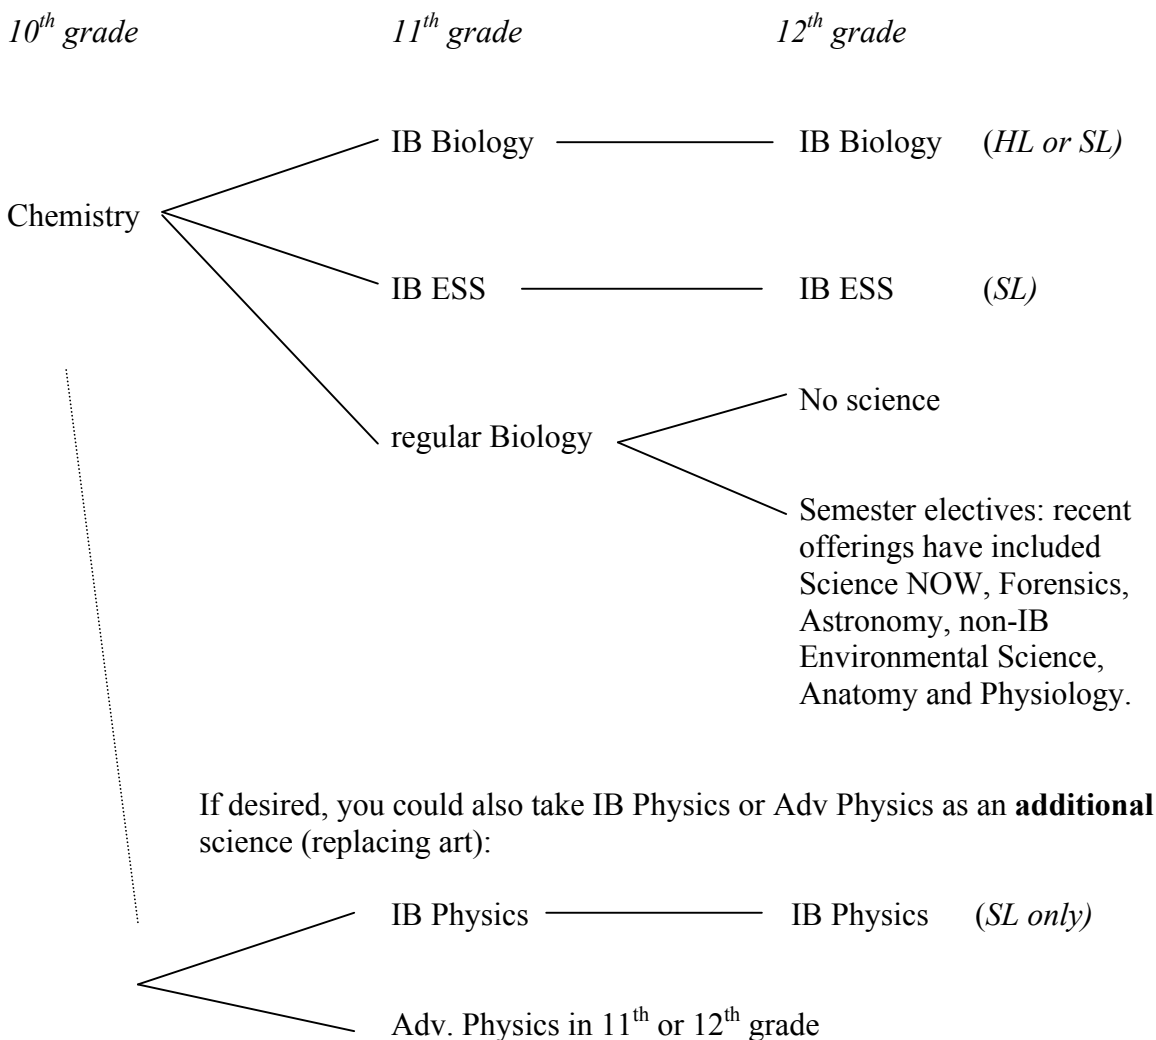 10th grade 11th grade 12th grade
IB Biology IB Biology (HL or SL)
Chemistry
IB ESS IB ESS (SL)
No science
regular Biology
Semester electives: recent
offerings have included
Science NOW, Forensics,
Astronomy, non-IB
Environmental Science,
Anatomy and Physiology.
If desired, you could also take IB Physics or Adv Physics as an additional
science (replacing art):
IB Physics IB Physics (SL only)
Adv. Physics in 11th or 12th grade